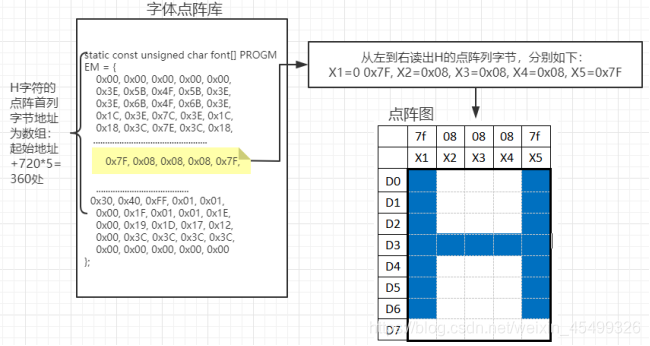 字体点阵库
static const unsigned char font[] PROGM
EM = {
0x00, 0x00, 0x00, 0x00, 0x00,
0x3E, 0x5B, 0x4F, 0x5B, 0x3E,
0x3E, 0x6B, 0x4F, 0x6B, 0x3E,
0x1C, 0x3E, 0x7C, 0x3E, 0x1C,
0x18, 0x3C, 0x7E, 0x3C, 0x18,
........................................
0x7F, 0x08, 0x08, 0x08, 0x7F,
........................................
0x30, 0x40, 0xFF, 0x01, 0x01,
0x00, 0x1F, 0x01, 0x01, 0x1E,
0x00, 0x19, 0x1D, 0x17, 0x12,
0x00, 0x3C, 0x3C, 0x3C, 0x3C,
0x00, 0x00, 0x00, 0x00, 0x00
};
H字符的
点阵首列
字节地址
为数组:
起始地址
+720*5=
360处
从左到右读出H的点阵列字节，分别如下：
X1=0 0x7F, X2=0x08, X3=0x08, X4=0x08, X5=0x7F
点阵图
7f 08 08 08 7f
X1 X2 X3 X4 X5
D0
D1
D2
D3
D4
D5
D6
https://blog.csdn.net/weixin_45499326